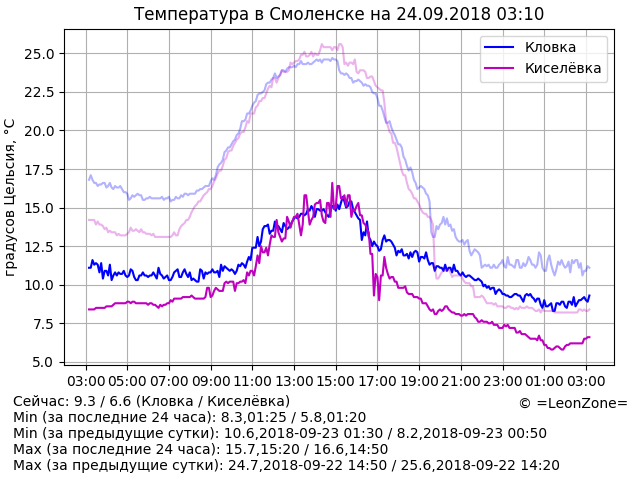 Температура в Смоленске на 24.09.2018 03:10
Кловка
Киселёвка
градусов Цельсия, °C
25.0
22.5
20.0
17.5
15.0
12.5
10.0
7.5
5.0
03:00 05:00 07:00 09:00 11:00 13:00 15:00 17:00 19:00 21:00 23:00 01:00 03:00
Сейчас: 9.3 / 6.6 (Кловка / Киселёвка)
© =LeonZone=
Min (за последние 24 часа): 8.3,01:25 / 5.8,01:20
Min (за предыдущие сутки): 10.6,2018-09-23 01:30 / 8.2,2018-09-23 00:50
Max (за последние 24 часа): 15.7,15:20 / 16.6,14:50
Max (за предыдущие сутки): 24.7,2018-09-22 14:50 / 25.6,2018-09-22 14:20